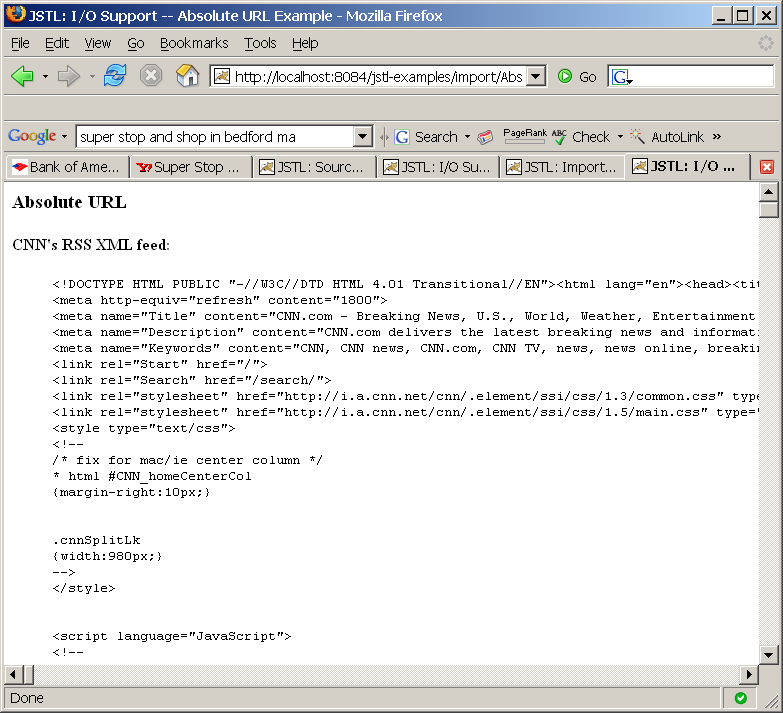 JSTL: I/O Support -- Absolute URL Example - Mozilla Firefox
File Edit View Go Bookmarks Tools Help
http://localhost:8084/jstl-examples/import/Abs Go G
Google super stop and shop in bedford ma G Search PageRank ABC Check AutoLink »
Bank of Ame... Y! Super Stop ... JSTL: Sourc... JSTL: I/O Su... JSTL: Import... JSTL: I/O ...
Absolute URL
CNN's RSS XML feed:
<!DOCTYPE HTML PUBLIC "-//W3C//DTD HTML 4.01 Transitional//EN"><html lang="en"><head><tit
<meta http-equiv="refresh" content="1800">
<meta name="Title" content="CNN.com - Breaking News, U.S., World, Weather, Entertainment
<meta name="Description" content="CNN.com delivers the latest breaking news and informati
<meta name="Keywords" content="CNN, CNN news, CNN.com, CNN TV, news, news online, breakin
<link rel="Start" href="/">
<link rel="Search" href="/search/">
<link rel="stylesheet" href="http://i.a.cnn.net/cnn/.element/ssi/css/1.3/common.css" type
<link rel="stylesheet" href="http://i.a.cnn.net/cnn/.element/ssi/css/1.5/main.css" type="
<style type="text/css">
<!--
/* fix for mac/ie center column */
* html #CNN_homeCenterCol
{margin-right:10px;}
.cnnSplitLk
{width:980px;}
-->
</style>
<script language="JavaScript">
<!--
Done